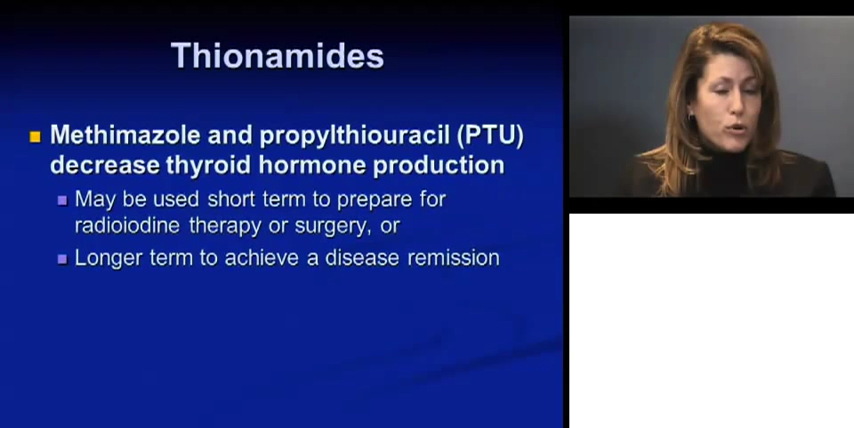 Thionamides
Methimazole and propylthiouracil (PTU)
decrease thyroid hormone production
May be used short term to prepare for
radioiodine therapy or surgery, or
Longer term to achieve a disease remission